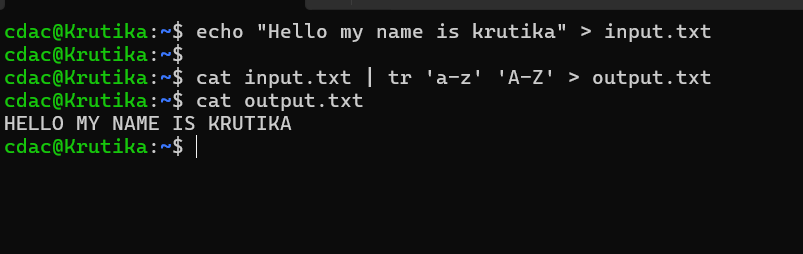 cdac@Krutika:~$ echo "Hello my name is krutika" > input.txt
cdac@Krutika:~$
cdac@Krutika:~$ cat input.txt | tr 'a-z' 'A-Z' > output.txt
cdac@Krutika:~$ cat output.txt
HELLO MY NAME IS KRUTIKA
cdac@Krutika:~$